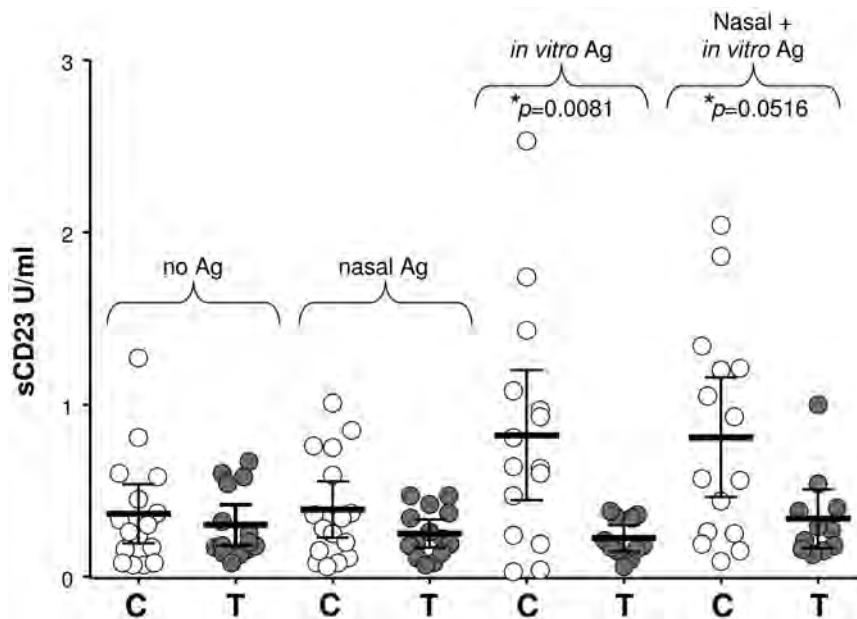 Nasal +
in vitro Ag
in vitro Ag
*p=0.0081
*p=0.0516
no Ag
nasal Ag
sCD23 U/ml
3
2
1
0
C T C T C T C T